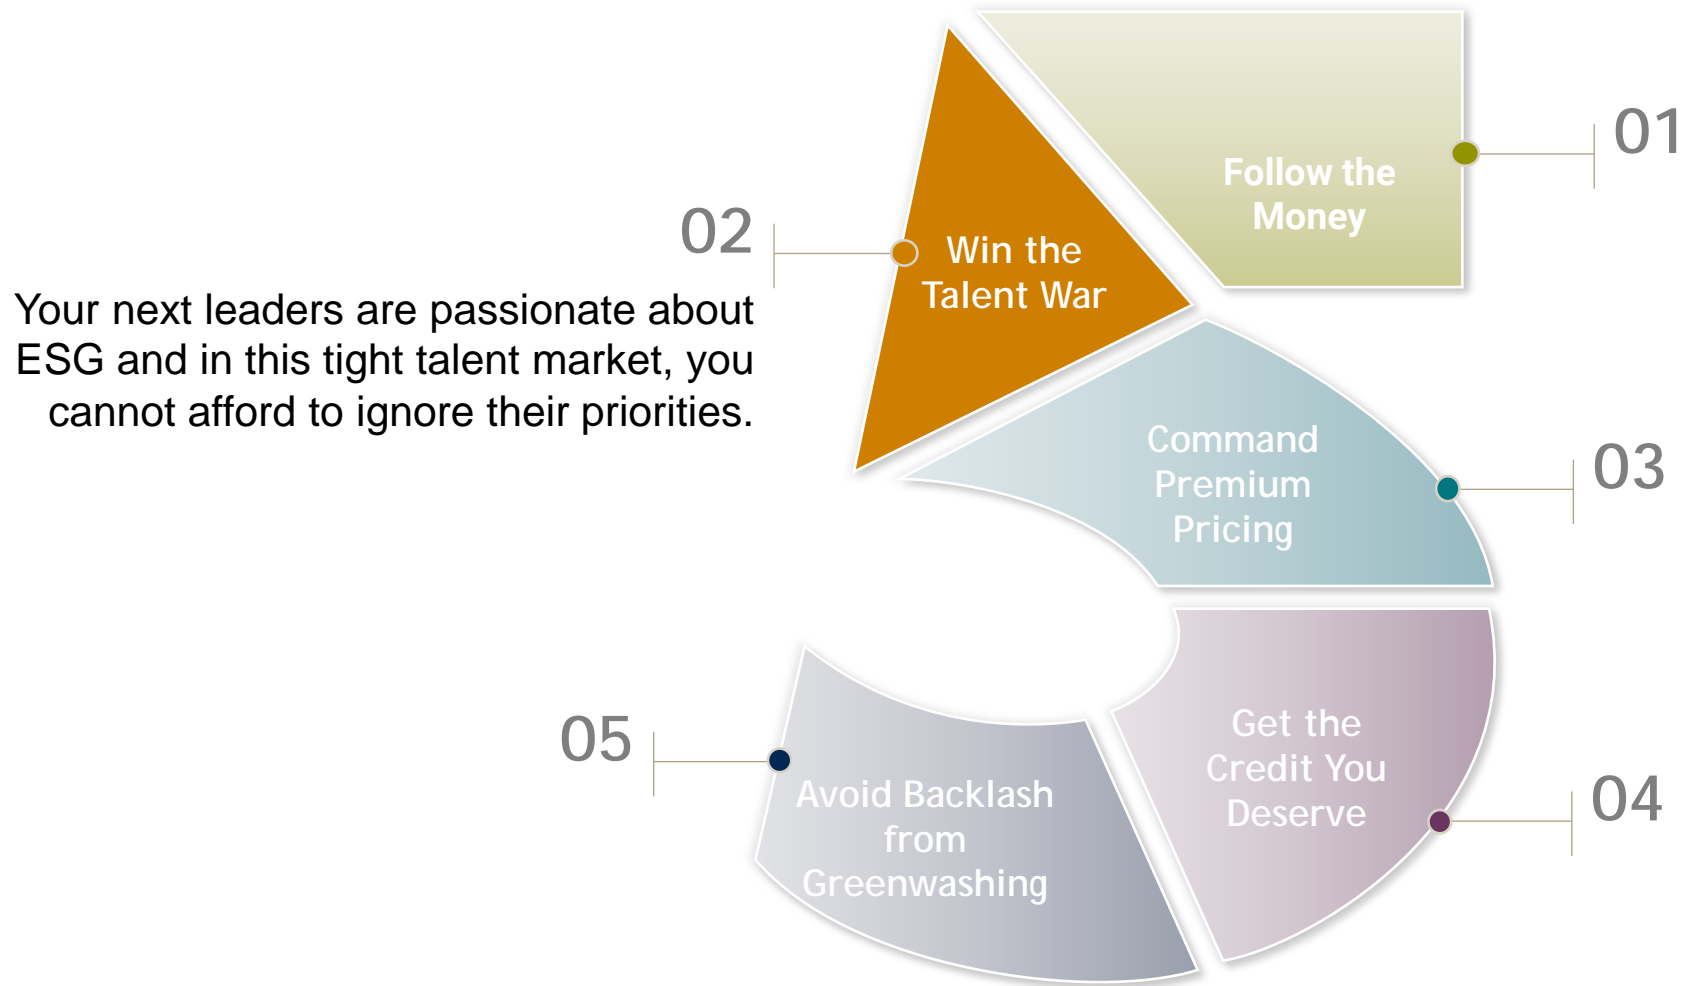 01
Follow the
Money
02
Win the
Talent War
Your next leaders are passionate about
ESG and in this tight talent market, you
cannot afford to ignore their priorities.
03
Command
Premium
Pricing
04
Get the
Credit You
Deserve
05
Avoid Backlash
from
Greenwashing